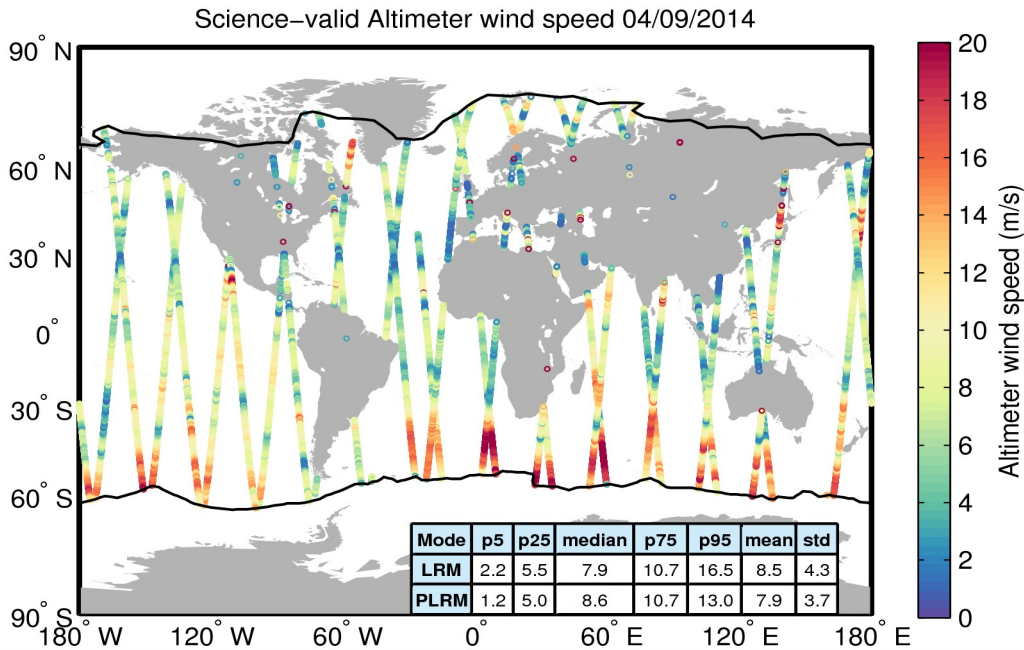 Science−valid Altimeter wind speed 04/09/2014
90° N
60° N
30° N
0°
30° S
60° S
90° S
180° W
120° W
60° W
0°
60° E
120° E
180° E
Mode p5 p25 median p75 p95 mean std
LRM 2.2 5.5 7.9 10.7 16.5 8.5 4.3
PLRM 1.2 5.0 8.6 10.7 13.0 7.9 3.7
20
18
16
14
12
10
8
6
4
2
0
Altimeter wind speed (m/s)